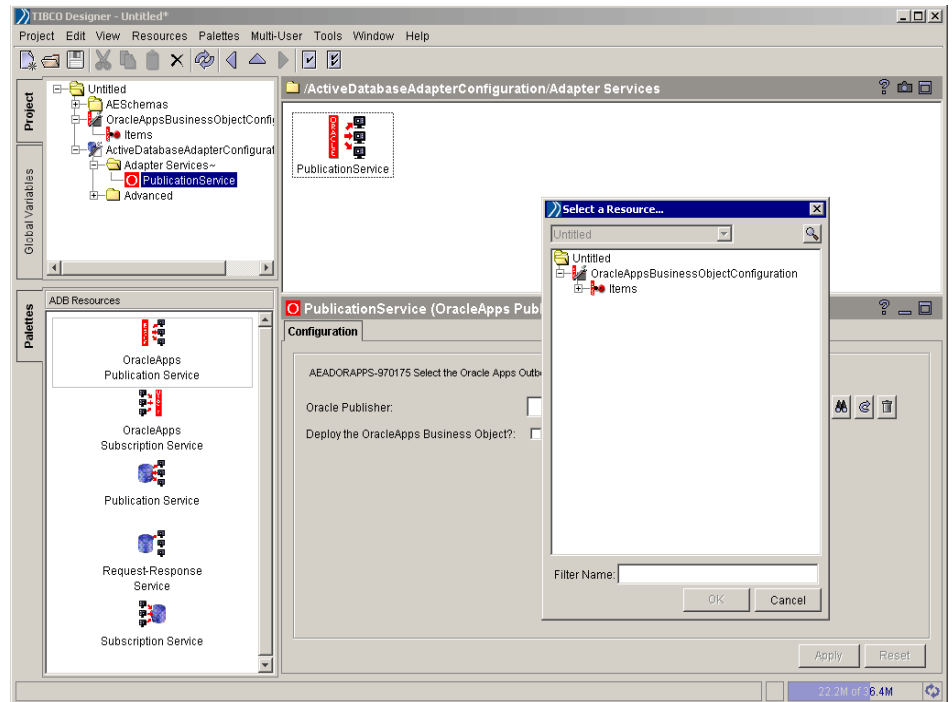 TIBCO Designer - Untitled*
Project Edit View Resources Palettes Multi-User Tools Window Help
Project
Global Variables
Untitled
AESchemas
OracleAppsBusinessObjectConfi
Items
ActiveDatabaseAdapterConfigurat
Adapter Services~
PublicationService
Advanced
/ActiveDatabaseAdapterConfiguration/Adapter Services
ORACLE
PublicationService
Palettes
ADB Resources
OracleApps
Publication Service
OracleApps
Subscription Service
Publication Service
Request-Response
Service
Subscription Service
PublicationService (OracleApps Publ
Configuration
AEADORAPPS-970175 Select the Oracle Apps Outb
Oracle Publisher:
Deploy the OracleApps Business Object?:
Select a Resource...
Untitled
Untitled
OracleAppsBusinessObjectConfiguration
Items
Filter Name:
OK Cancel
Apply Reset
22.2M of 36.4M